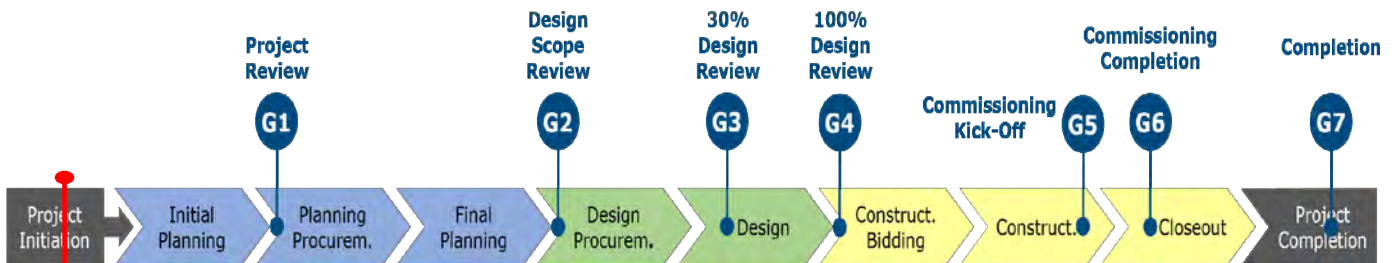 Project
Review
G1
Design
Scope
Review
G2
30%
Design
Review
G3
100%
Design
Review
G4
Commissioning
Kick-Off
G5
Commissioning
Completion
G6
Completion
G7
Project
Initiation
Initial
Planning
Planning
Procurem.
Final
Planning
Design
Procurem.
Design
Construct.
Bidding
Construct.
Closeout
Project
Completion